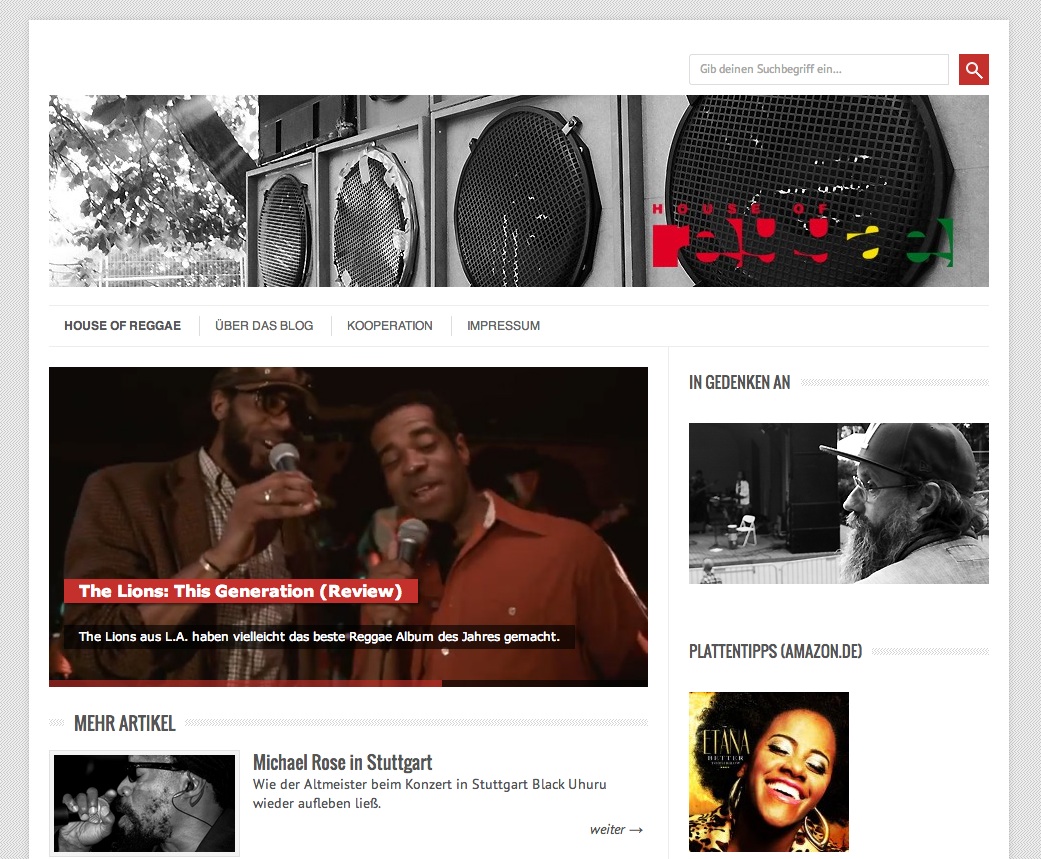 Gib deinen Suchbegriff ein...
HOUSE OF
reggae
HOUSE OF REGGAE
ÜBER DAS BLOG
KOOPERATION
IMPRESSUM
The Lions: This Generation (Review)
The Lions aus L.A. haben vielleicht das beste Reggae Album des Jahres gemacht.
MEHR ARTIKEL
Michael Rose in Stuttgart
Wie der Altmeister beim Konzert in Stuttgart Black Uhuru
wieder aufleben ließ.
weiter →
IN GEDENKEN AN
PLATTENTIPPS (AMAZON.DE)
ETANA
BETTER